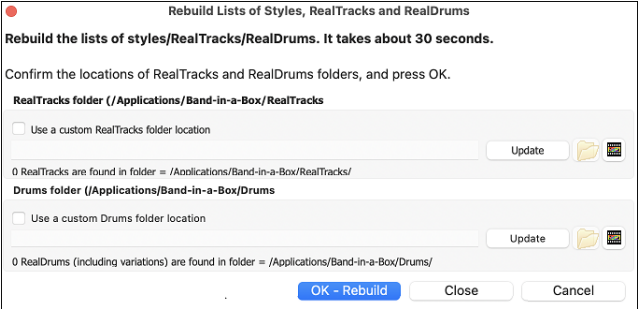 Rebuild Lists of Styles, RealTracks and RealDrums
Rebuild the lists of styles/RealTracks/RealDrums. It takes about 30 seconds.
Confirm the locations of RealTracks and RealDrums folders, and press OK.
RealTracks folder (/Applications/Band-in-a-Box/RealTracks
Use a custom RealTracks folder location
Update
0 RealTracks are found in folder = /Applications/Band-in-a-Box/RealTracks/
Drums folder (/Applications/Band-in-a-Box/Drums
Use a custom Drums folder location
Update
0 RealDrums (including variations) are found in folder = /Applications/Band-in-a-Box/Drums/
. OK - Rebuild Close Cancel